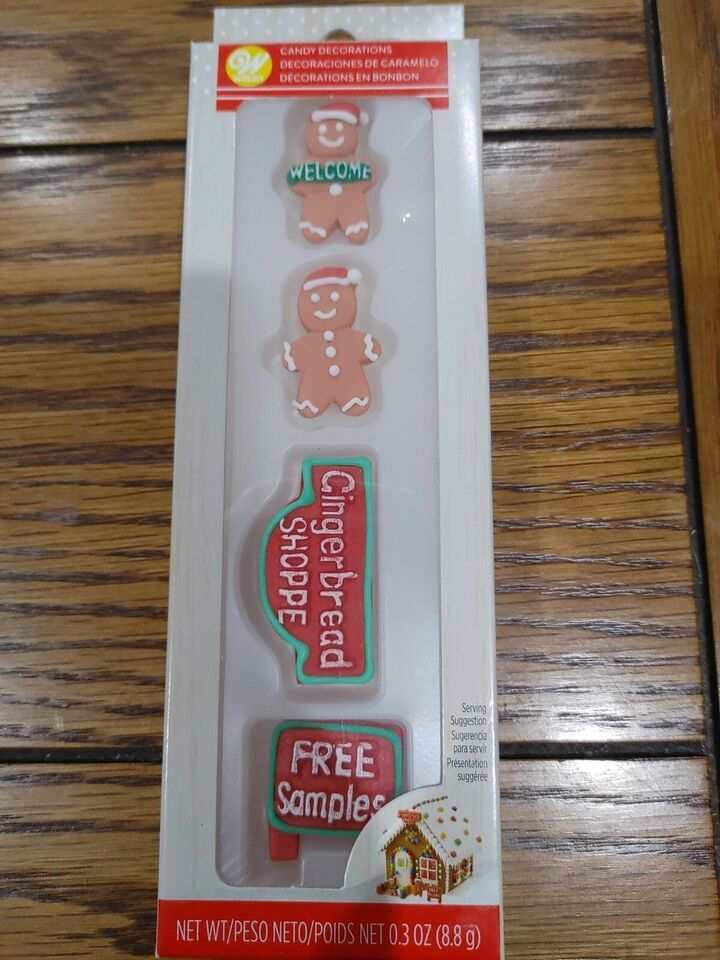 W
wilton
CANDY DECORATIONS
DECORACIONES DE CARAMELO
DÉCORATIONS EN BONBON
WELCOME
Gingerbread
SHOPPE
FREE
Samples
Serving
Suggestion
Sugerencia
para servir
Présentation
suggérée
NET WT/PESO NETO/POIDS NET 0.3 OZ (8.8 g)